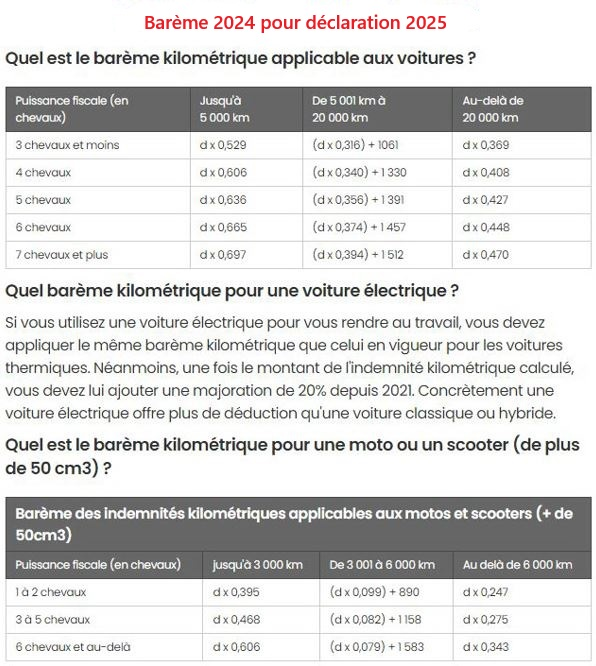 Barème 2024 pour déclaration 2025
Quel est le barème kilométrique applicable aux voitures ?
Puissance fiscale (en chevaux) Jusqu'à 5 000 km De 5 001 km à 20 000 km Au-delà de 20 000 km
3 chevaux et moins d x 0,529 (d x 0,316) + 1061 d x 0,369
4 chevaux d x 0,606 (d x 0,340) + 1 330 d x 0,408
5 chevaux d x 0,636 (d x 0,356) + 1 391 d x 0,427
6 chevaux d x 0,665 (d x 0,374) + 1 457 d x 0,448
7 chevaux et plus d x 0,697 (d x 0,394) + 1 512 d x 0,470
Quel barème kilométrique pour une voiture électrique ?
Si vous utilisez une voiture électrique pour vous rendre au travail, vous devez
appliquer le même barème kilométrique que celui en vigueur pour les voitures
thermiques. Néanmoins, une fois le montant de l'indemnité kilométrique calculé,
vous devez lui ajouter une majoration de 20% depuis 2021. Concrètement une
voiture électrique offre plus de déduction qu'une voiture classique ou hybride.
Quel est le barème kilométrique pour une moto ou un scooter (de plus
de 50 cm3) ?
Barème des indemnités kilométriques applicables aux motos et scooters (+ de
50cm3)
Puissance fiscale (en chevaux) jusqu'à 3 000 km De 3 001 à 6 000 km Au delà de 6 000 km
1 à 2 chevaux d x 0,395 (d x 0,099) + 890 d x 0,247
3 à 5 chevaux d x 0,468 (d x 0,082) + 1 158 d x 0,275
6 chevaux et au-delà d x 0,606 (d x 0,079) + 1 583 d x 0,343